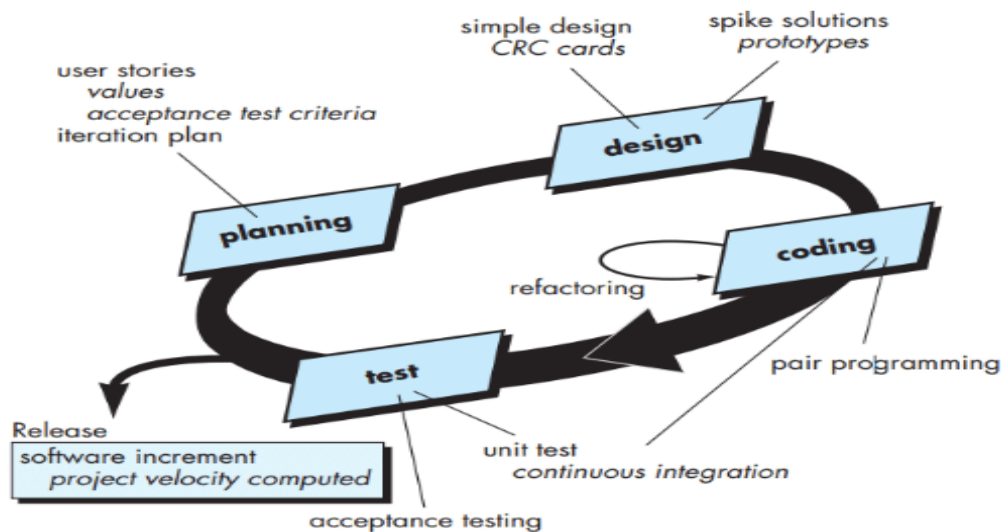 simple design
CRC cards
spike solutions
prototypes
user stories
values
acceptance test criteria
iteration plan
design
planning
coding
refactoring
pair programming
test
Release
software increment
project velocity computed
unit test
continuous integration
acceptance testing